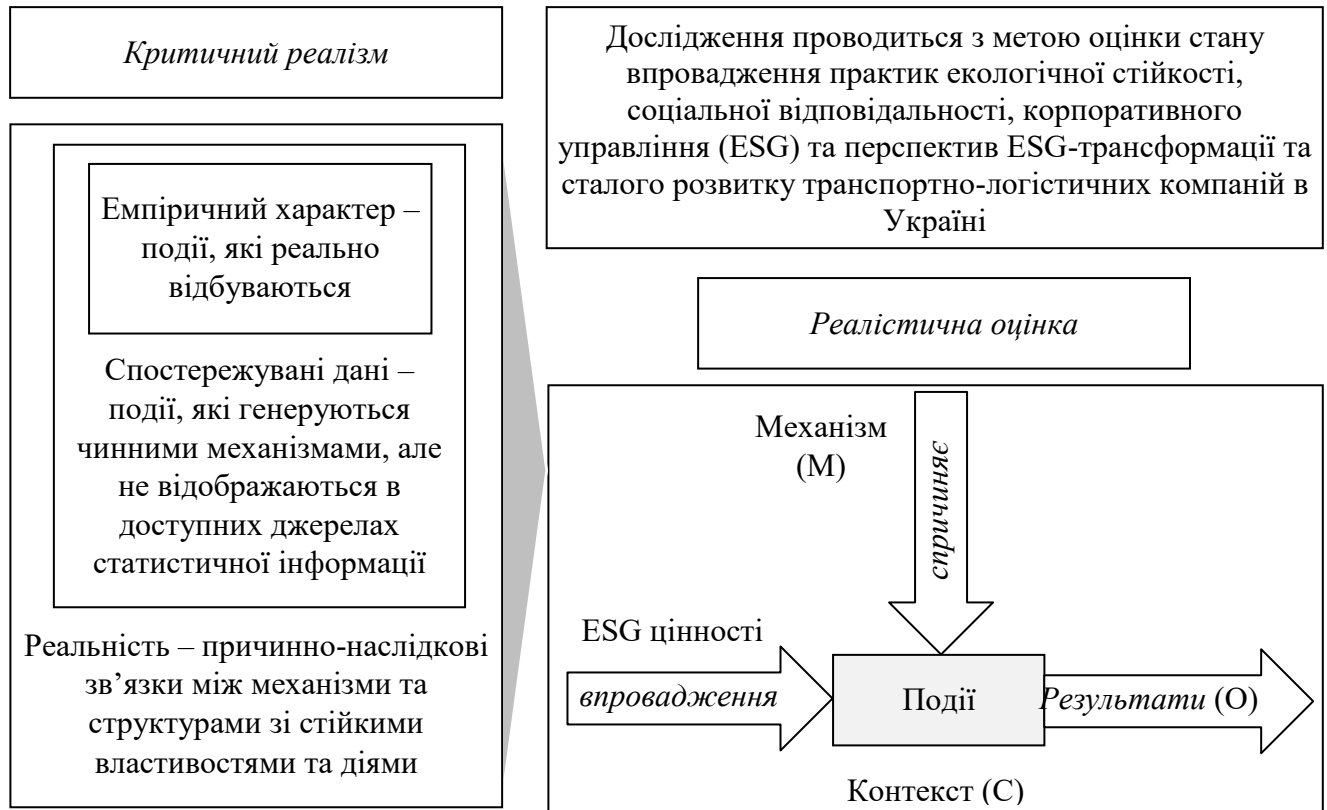 Критичний реалізм
Емпіричний характер –
події, які реально
відбуваються
Спостережувані дані –
події, які генеруються
чинними механізмами, але
не відображаються в
доступних джерелах
статистичної інформації
Реальність – причинно-наслідкові
зв’язки між механізми та
структурами зі стійкими
властивостями та діями
Дослідження проводиться з метою оцінки стану
впровадження практик екологічної стійкості,
соціальної відповідальності, корпоративного
управління (ESG) та перспектив ESG-трансформації та
сталого розвитку транспортно-логістичних компаній в
Україні
Реалістична оцінка
Механізм
(М)
спричиняє
ESG цінності
впровадження
Події
Результати (О)
Контекст (С)